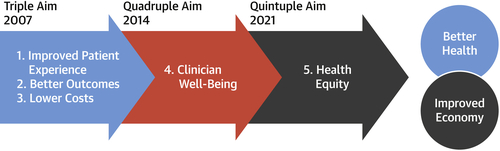 Triple Aim
2007
Quadruple Aim
2014
Quintuple Aim
2021
1. Improved Patient
Experience
2. Better Outcomes
3. Lower Costs
4. Clinician
Well-Being
5. Health
Equity
Better
Health
Improved
Economy